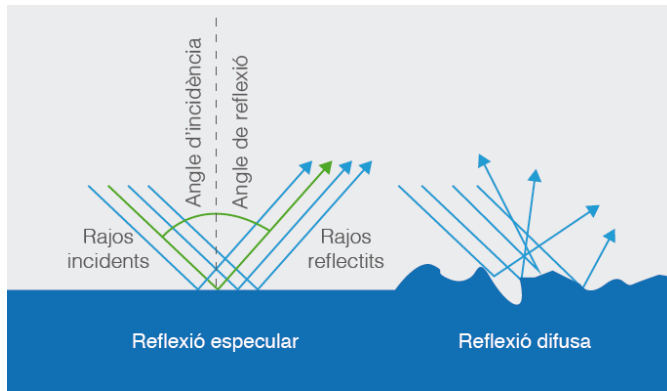 Angle d'incidència
Angle de reflexió
Rajos
incidents
Rajos
reflectits
Reflexió especular
Reflexió difusa